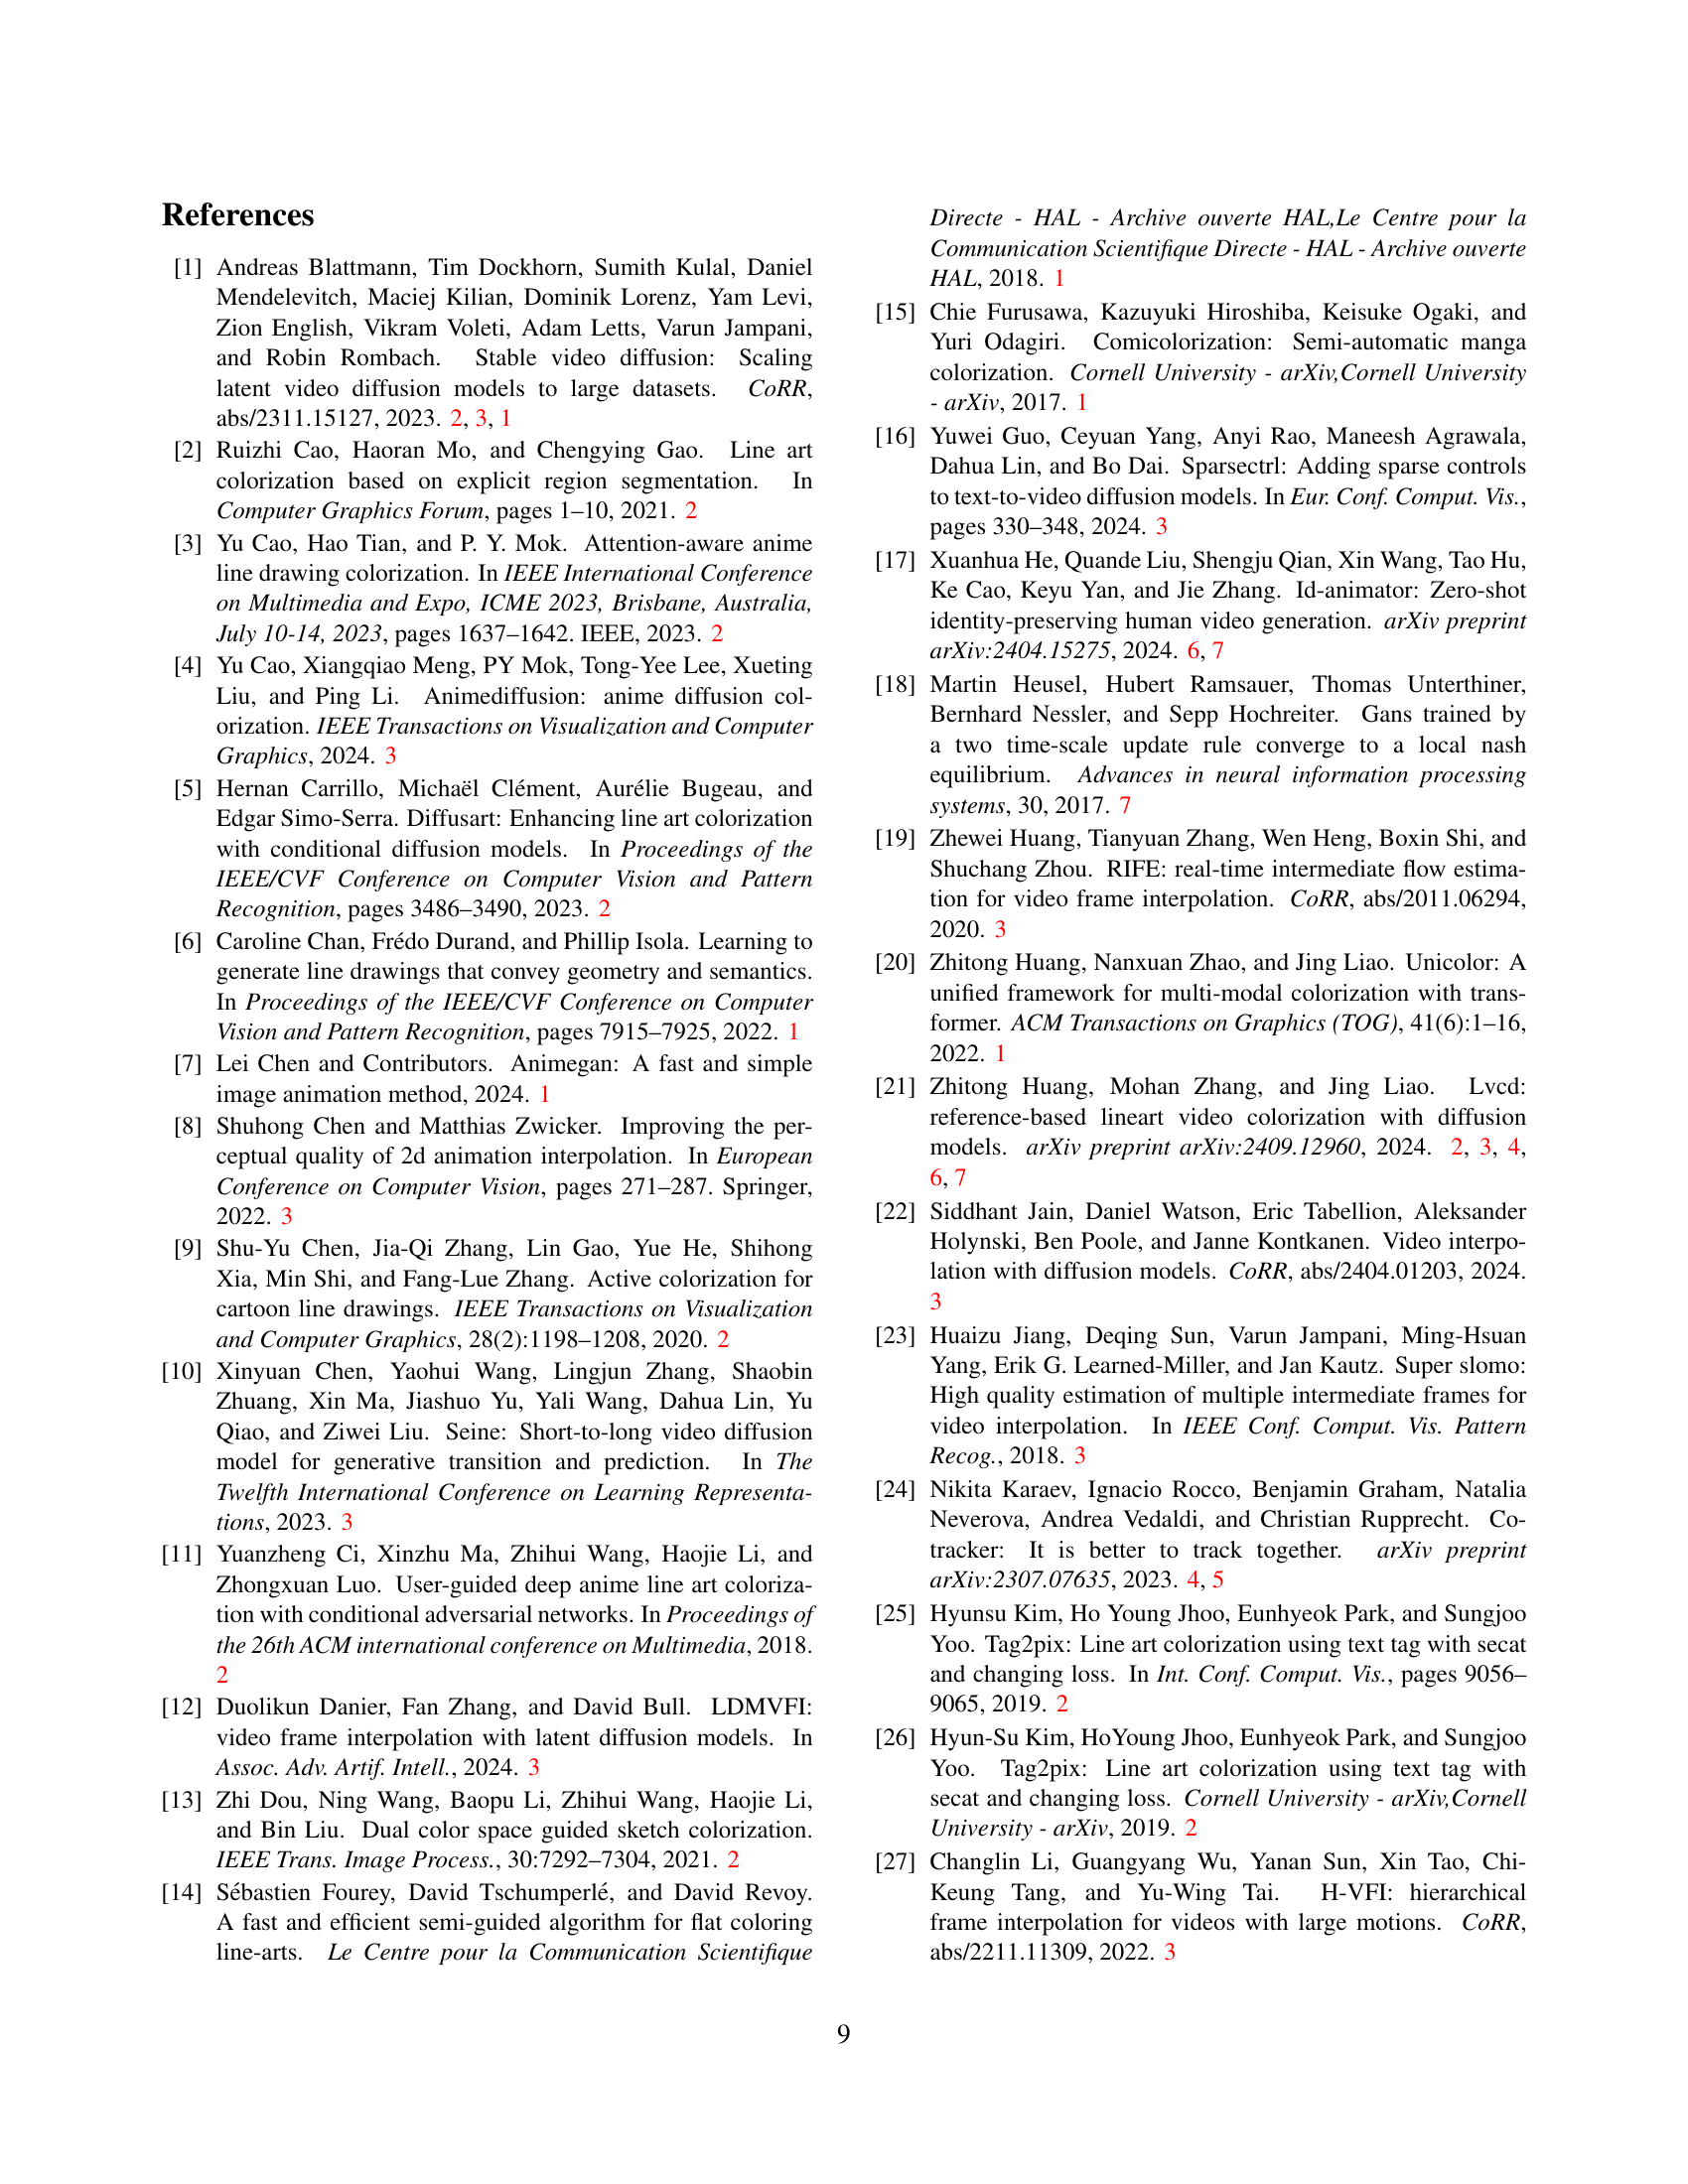 References
[1] Andreas Blattmann, Tim Dockhorn, Sumith Kulal, Daniel
Mendelevitch, Maciej Kilian, Dominik Lorenz, Yam Levi,
Zion English, Vikram Voleti, Adam Letts, Varun Jampani,
and Robin Rombach. Stable video diffusion: Scaling
latent video diffusion models to large datasets. CoRR,
abs/2311.15127, 2023. 2, 3, 1
[2] Ruizhi Cao, Haoran Mo, and Chengying Gao. Line art
colorization based on explicit region segmentation. In
Computer Graphics Forum, pages 1–10, 2021. 2
[3] Yu Cao, Hao Tian, and P. Y. Mok. Attention-aware anime
line drawing colorization. In IEEE International Conference
on Multimedia and Expo, ICME 2023, Brisbane, Australia,
July 10-14, 2023, pages 1637–1642. IEEE, 2023. 2
[4] Yu Cao, Xiangqiao Meng, PY Mok, Tong-Yee Lee, Xueting
Liu, and Ping Li. Animediffusion: anime diffusion col-
orization. IEEE Transactions on Visualization and Computer
Graphics, 2024. 3
[5] Hernan Carrillo, Michaël Clément, Aurélie Bugeau, and
Edgar Simo-Serra. Diffusart: Enhancing line art colorization
with conditional diffusion models. In Proceedings of the
IEEE/CVF Conference on Computer Vision and Pattern
Recognition, pages 3486–3490, 2023. 2
[6] Caroline Chan, Frédo Durand, and Phillip Isola. Learning to
generate line drawings that convey geometry and semantics.
In Proceedings of the IEEE/CVF Conference on Computer
Vision and Pattern Recognition, pages 7915–7925, 2022. 1
[7] Lei Chen and Contributors. Animegan: A fast and simple
image animation method, 2024. 1
[8] Shuhong Chen and Matthias Zwicker. Improving the per-
ceptual quality of 2d animation interpolation. In European
Conference on Computer Vision, pages 271–287. Springer,
2022. 3
[9] Shu-Yu Chen, Jia-Qi Zhang, Lin Gao, Yue He, Shihong
Xia, Min Shi, and Fang-Lue Zhang. Active colorization for
cartoon line drawings. IEEE Transactions on Visualization
and Computer Graphics, 28(2):1198–1208, 2020. 2
[10] Xinyuan Chen, Yaohui Wang, Lingjun Zhang, Shaobin
Zhuang, Xin Ma, Jiashuo Yu, Yali Wang, Dahua Lin, Yu
Qiao, and Ziwei Liu. Seine: Short-to-long video diffusion
model for generative transition and prediction. In The
Twelfth International Conference on Learning Representa-
tions, 2023. 3
[11] Yuanzheng Ci, Xinzhu Ma, Zhihui Wang, Haojie Li, and
Zhongxuan Luo. User-guided deep anime line art coloriza-
tion with conditional adversarial networks. In Proceedings of
the 26th ACM international conference on Multimedia, 2018.
2
[12] Duolikun Danier, Fan Zhang, and David Bull. LDMVFI:
video frame interpolation with latent diffusion models. In
Assoc. Adv. Artif. Intell., 2024. 3
[13] Zhi Dou, Ning Wang, Baopu Li, Zhihui Wang, Haojie Li,
and Bin Liu. Dual color space guided sketch colorization.
IEEE Trans. Image Process., 30:7292–7304, 2021. 2
[14] Sébastien Fourey, David Tschumperlé, and David Revoy.
A fast and efficient semi-guided algorithm for flat coloring
line-arts. Le Centre pour la Communication Scientifique
Directe - HAL - Archive ouverte HAL,Le Centre pour la
Communication Scientifique Directe - HAL - Archive ouverte
HAL, 2018. 1
[15] Chie Furusawa, Kazuyuki Hiroshiba, Keisuke Ogaki, and
Yuri Odagiri. Comicolorization: Semi-automatic manga
colorization. Cornell University - arXiv,Cornell University
- arXiv, 2017. 1
[16] Yuwei Guo, Ceyuan Yang, Anyi Rao, Maneesh Agrawala,
Dahua Lin, and Bo Dai. Sparsectrl: Adding sparse controls
to text-to-video diffusion models. In Eur. Conf. Comput. Vis.,
pages 330–348, 2024. 3
[17] Xuanhua He, Quande Liu, Shengju Qian, Xin Wang, Tao Hu,
Ke Cao, Keyu Yan, and Jie Zhang. Id-animator: Zero-shot
identity-preserving human video generation. arXiv preprint
arXiv:2404.15275, 2024. 6, 7
[18] Martin Heusel, Hubert Ramsauer, Thomas Unterthiner,
Bernhard Nessler, and Sepp Hochreiter. Gans trained by
a two time-scale update rule converge to a local nash
equilibrium. Advances in neural information processing
systems, 30, 2017. 7
[19] Zhewei Huang, Tianyuan Zhang, Wen Heng, Boxin Shi, and
Shuchang Zhou. RIFE: real-time intermediate flow estima-
tion for video frame interpolation. CoRR, abs/2011.06294,
2020. 3
[20] Zhitong Huang, Nanxuan Zhao, and Jing Liao. Unicolor: A
unified framework for multi-modal colorization with trans-
former. ACM Transactions on Graphics (TOG), 41(6):1–16,
2022. 1
[21] Zhitong Huang, Mohan Zhang, and Jing Liao. Lvcd:
reference-based lineart video colorization with diffusion
models. arXiv preprint arXiv:2409.12960, 2024. 2, 3, 4,
6, 7
[22] Siddhant Jain, Daniel Watson, Eric Tabellion, Aleksander
Holynski, Ben Poole, and Janne Kontkanen. Video interpo-
lation with diffusion models. CoRR, abs/2404.01203, 2024.
3
[23] Huaizu Jiang, Deqing Sun, Varun Jampani, Ming-Hsuan
Yang, Erik G. Learned-Miller, and Jan Kautz. Super slomo:
High quality estimation of multiple intermediate frames for
video interpolation. In IEEE Conf. Comput. Vis. Pattern
Recog., 2018. 3
[24] Nikita Karaev, Ignacio Rocco, Benjamin Graham, Natalia
Neverova, Andrea Vedaldi, and Christian Rupprecht. Co-
tracker: It is better to track together. arXiv preprint
arXiv:2307.07635, 2023. 4, 5
[25] Hyunsu Kim, Ho Young Jhoo, Eunhyeok Park, and Sungjoo
Yoo. Tag2pix: Line art colorization using text tag with secat
and changing loss. In Int. Conf. Comput. Vis., pages 9056–
9065, 2019. 2
[26] Hyun-Su Kim, HoYoung Jhoo, Eunhyeok Park, and Sungjoo
Yoo. Tag2pix: Line art colorization using text tag with
secat and changing loss. Cornell University - arXiv,Cornell
University - arXiv, 2019. 2
[27] Changlin Li, Guangyang Wu, Yanan Sun, Xin Tao, Chi-
Keung Tang, and Yu-Wing Tai. H-VFI: hierarchical
frame interpolation for videos with large motions. CoRR,
abs/2211.11309, 2022. 3
9